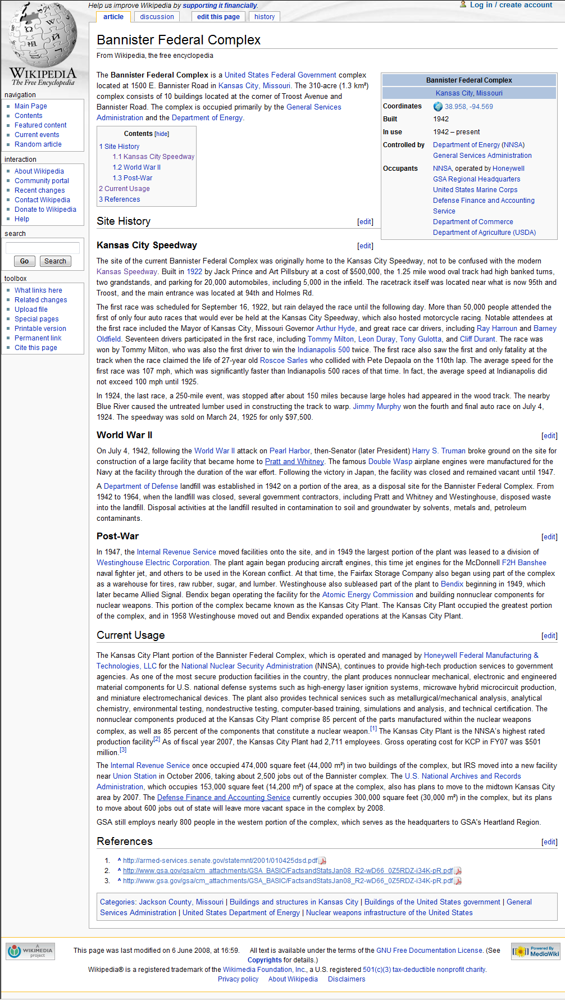 Help us improve Wikipedia by supporting it financially.
Log in / create account
article
discussion
edit this page
history
WIKIPEDIA
The Free Encyclopedia
navigation
Main Page
Contents
Featured content
Current events
Random article
interaction
About Wikipedia
Community portal
Recent changes
Contact Wikipedia
Donate to Wikipedia
Help
search
Go Search
toolbox
What links here
Related changes
Upload file
Special pages
Printable version
Permanent link
Cite this page
Bannister Federal Complex
From Wikipedia, the free encyclopedia
The Bannister Federal Complex is a United States Federal Government complex
located at 1500 E. Bannister Road in Kansas City, Missouri. The 310-acre (1.3 km²)
complex consists of 10 buildings located at the corner of Troost Avenue and
Bannister Road. The complex is occupied primarily by the General Services
Administration and the Department of Energy.
Bannister Federal Complex
Kansas City, Missouri
Coordinates 38.958, -94.569
Built 1942
In use 1942 – present
Controlled by Department of Energy (NNSA)
General Services Administration
Occupants NNSA, operated by Honeywell
GSA Regional Headquarters
United States Marine Corps
Defense Finance and Accounting
Service
Department of Commerce
Department of Agriculture (USDA)
Contents [hide]
1 Site History
1.1 Kansas City Speedway
1.2 World War II
1.3 Post-War
2 Current Usage
3 References
Site History [edit]
Kansas City Speedway [edit]
The site of the current Bannister Federal Complex was originally home to the Kansas City Speedway, not to be confused with the modern
Kansas Speedway. Built in 1922 by Jack Prince and Art Pillsbury at a cost of $500,000, the 1.25 mile wood oval track had high banked turns,
two grandstands, and parking for 20,000 automobiles, including 5,000 in the infield. The racetrack itself was located near what is now 95th and
Troost, and the main entrance was located at 94th and Holmes Rd.
The first race was scheduled for September 16, 1922, but rain delayed the race until the following day. More than 50,000 people attended the
first of only four auto races that would ever be held at the Kansas City Speedway, which also hosted motorcycle racing. Notable attendees at
the first race included the Mayor of Kansas City, Missouri Governor Arthur Hyde, and great race car drivers, including Ray Harroun and Barney
Oldfield. Seventeen drivers participated in the first race, including Tommy Milton, Leon Duray, Tony Gulotta, and Cliff Durant. The race was
won by Tommy Milton, who was also the first driver to win the Indianapolis 500 twice. The first race also saw the first and only fatality at the
track when the race claimed the life of 27-year old Roscoe Sarles who collided with Pete Depaola on the 110th lap. The average speed for the
first race was 107 mph, which was significantly faster than Indianapolis 500 races of that time. In fact, the average speed at Indianapolis did
not exceed 100 mph until 1925.
In 1924, the last race, a 250-mile event, was stopped after about 150 miles because large holes had appeared in the wood track. The nearby
Blue River caused the untreated lumber used in constructing the track to warp. Jimmy Murphy won the fourth and final auto race on July 4,
1924. The speedway was sold on March 24, 1925 for only $97,500.
World War II [edit]
On July 4, 1942, following the World War II attack on Pearl Harbor, then-Senator (later President) Harry S. Truman broke ground on the site for
construction of a large facility that became home to Pratt and Whitney. The famous Double Wasp airplane engines were manufactured for the
Navy at the facility through the duration of the war effort. Following the victory in Japan, the facility was closed and remained vacant until 1947.
A Department of Defense landfill was established in 1942 on a portion of the area, as a disposal site for the Bannister Federal Complex. From
1942 to 1964, when the landfill was closed, several government contractors, including Pratt and Whitney and Westinghouse, disposed waste
into the landfill. Disposal activities at the landfill resulted in contamination to soil and groundwater by solvents, metals and, petroleum
contaminants.
Post-War [edit]
In 1947, the Internal Revenue Service moved facilities onto the site, and in 1949 the largest portion of the plant was leased to a division of
Westinghouse Electric Corporation. The plant again began producing aircraft engines, this time jet engines for the McDonnell F2H Banshee
naval fighter jet, and others to be used in the Korean conflict. At that time, the Fairfax Storage Company also began using part of the complex
as a warehouse for tires, raw rubber, sugar, and lumber. Westinghouse also subleased part of the plant to Bendix beginning in 1949, which
later became Allied Signal. Bendix began operating the facility for the Atomic Energy Commission and building nonnuclear components for
nuclear weapons. This portion of the complex became known as the Kansas City Plant. The Kansas City Plant occupied the greatest portion
of the complex, and in 1958 Westinghouse moved out and Bendix expanded operations at the Kansas City Plant.
Current Usage [edit]
The Kansas City Plant portion of the Bannister Federal Complex, which is operated and managed by Honeywell Federal Manufacturing &
Technologies, LLC for the National Nuclear Security Administration (NNSA), continues to provide high-tech production services to government
agencies. As one of the most secure production facilities in the country, the plant produces nonnuclear mechanical, electronic and engineered
material components for U.S. national defense systems such as high-energy laser ignition systems, microwave hybrid microcircuit production,
and miniature electromechanical devices. The plant also provides technical services such as metallurgical/mechanical analysis, analytical
chemistry, environmental testing, nondestructive testing, computer-based training, simulations and analysis, and technical certification. The
nonnuclear components produced at the Kansas City Plant comprise 85 percent of the parts manufactured within the nuclear weapons
complex, as well as 85 percent of the components that constitute a nuclear weapon.[1] The Kansas City Plant is the NNSA's highest rated
production facility[2] As of fiscal year 2007, the Kansas City Plant had 2,711 employees. Gross operating cost for KCP in FY07 was $501
million.[3]
The Internal Revenue Service once occupied 474,000 square feet (44,000 m²) in two buildings of the complex, but IRS moved into a new facility
near Union Station in October 2006, taking about 2,500 jobs out of the Bannister complex. The U.S. National Archives and Records
Administration, which occupies 153,000 square feet (14,200 m²) of space at the complex, also has plans to move to the midtown Kansas City
area by 2007. The Defense Finance and Accounting Service currently occupies 300,000 square feet (30,000 m²) in the complex, but its plans
to move about 600 jobs out of state will leave more vacant space in the complex by 2008.
GSA still employs nearly 800 people in the western portion of the complex, which serves as the headquarters to GSA's Heartland Region.
References [edit]
1. ^ http://armed-services.senate.gov/statemnt/2001/010425dsd.pdf
2. ^ http://www.gsa.gov/gsa/cm_attachments/GSA_BASIC/FactsandStatsJan08_R2-wD66_0Z5RDZ-i34K-pR.pdf
3. ^ http://www.gsa.gov/gsa/cm_attachments/GSA_BASIC/FactsandStatsJan08_R2-wD66_0Z5RDZ-i34K-pR.pdf
Categories: Jackson County, Missouri | Buildings and structures in Kansas City | Buildings of the United States government | General
Services Administration | United States Department of Energy | Nuclear weapons infrastructure of the United States
A
WIKIMEDIA
project
This page was last modified on 6 June 2008, at 16:59. All text is available under the terms of the GNU Free Documentation License. (See
Copyrights for details.)
Wikipedia® is a registered trademark of the Wikimedia Foundation, Inc., a U.S. registered 501(c)(3) tax-deductible nonprofit charity.
Privacy policy About Wikipedia Disclaimers
Powered By
MediaWiki